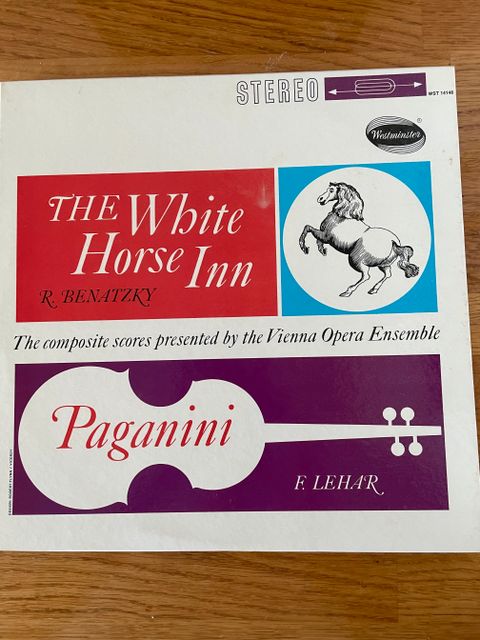 STEREO
WST 14148
Westminster
®
THE White
Horse Inn
R. BENATZKY
The composite scores presented by the Vienna Opera Ensemble
Paganini
F. LEHAR